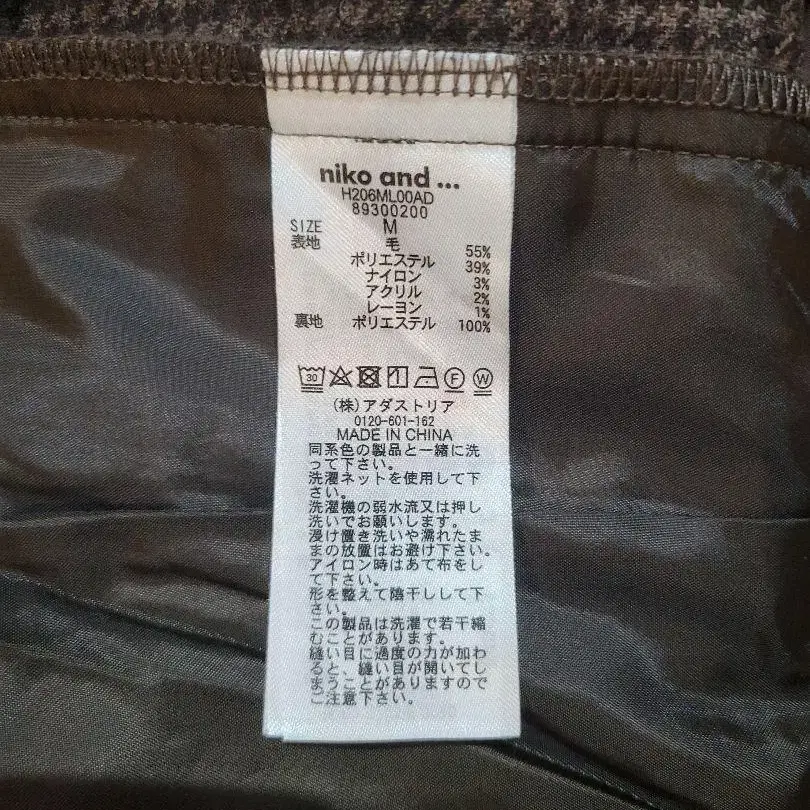 niko and ...
H206ML00AD
89300200
SIZE M
表地 毛 55%
ポリエステル 39%
ナイロン 3%
アクリル 2%
レーヨン 1%
裏地 ポリエステル 100%
30 F W
(株)アダストリア
0120-601-162
MADE IN CHINA
同系色の製品と一緒に洗
って下さい。
洗濯ネットを使用して下
さい。
洗濯機の弱水流又は押し
洗いでお願いします。
浸け置き洗いや濡れたま
まの放置はお避け下さい。
アイロン時はあて布をし
て下さい。
形を整えて陰干しして下
さい。
この製品は洗濯で若干縮
むことがあります。
縫い目に過度の力が加わ
ると、縫い目が開いてし
まうことがありますので
ご注意下さい。